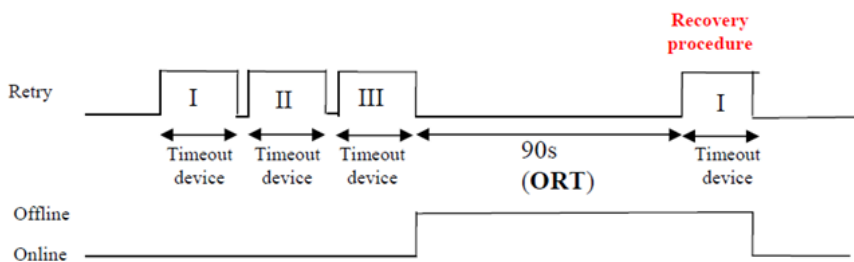 Recovery
procedure
Retry
I
II
III
I
Timeout
device
Timeout
device
Timeout
device
90s
(ORT)
Timeout
device
Offline
Online